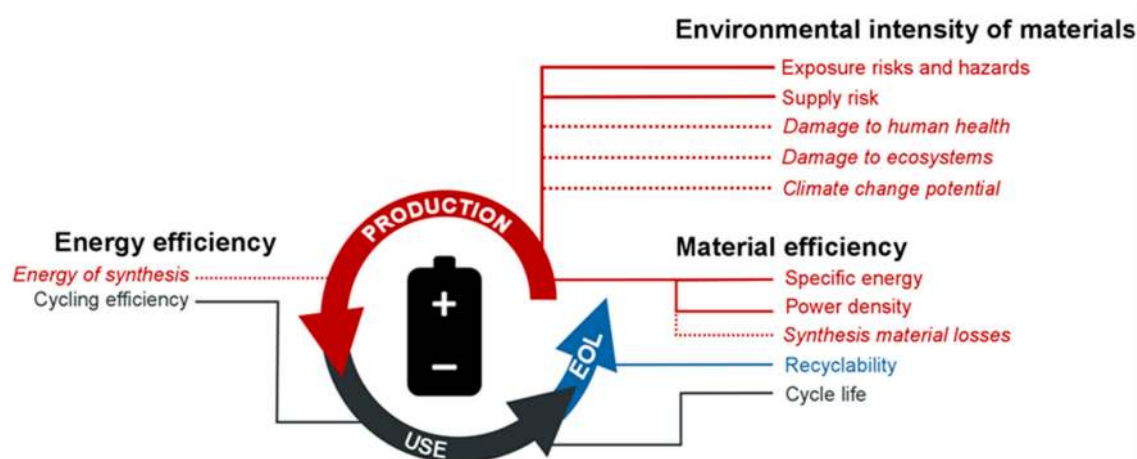 Environmental intensity of materials
Exposure risks and hazards
Supply risk
Damage to human health
Damage to ecosystems
Climate change potential
PRODUCTION
Energy efficiency
Energy of synthesis
Cycling efficiency
Material efficiency
Specific energy
Power density
Synthesis material losses
Recyclability
Cycle life
+
−
EOL
USE